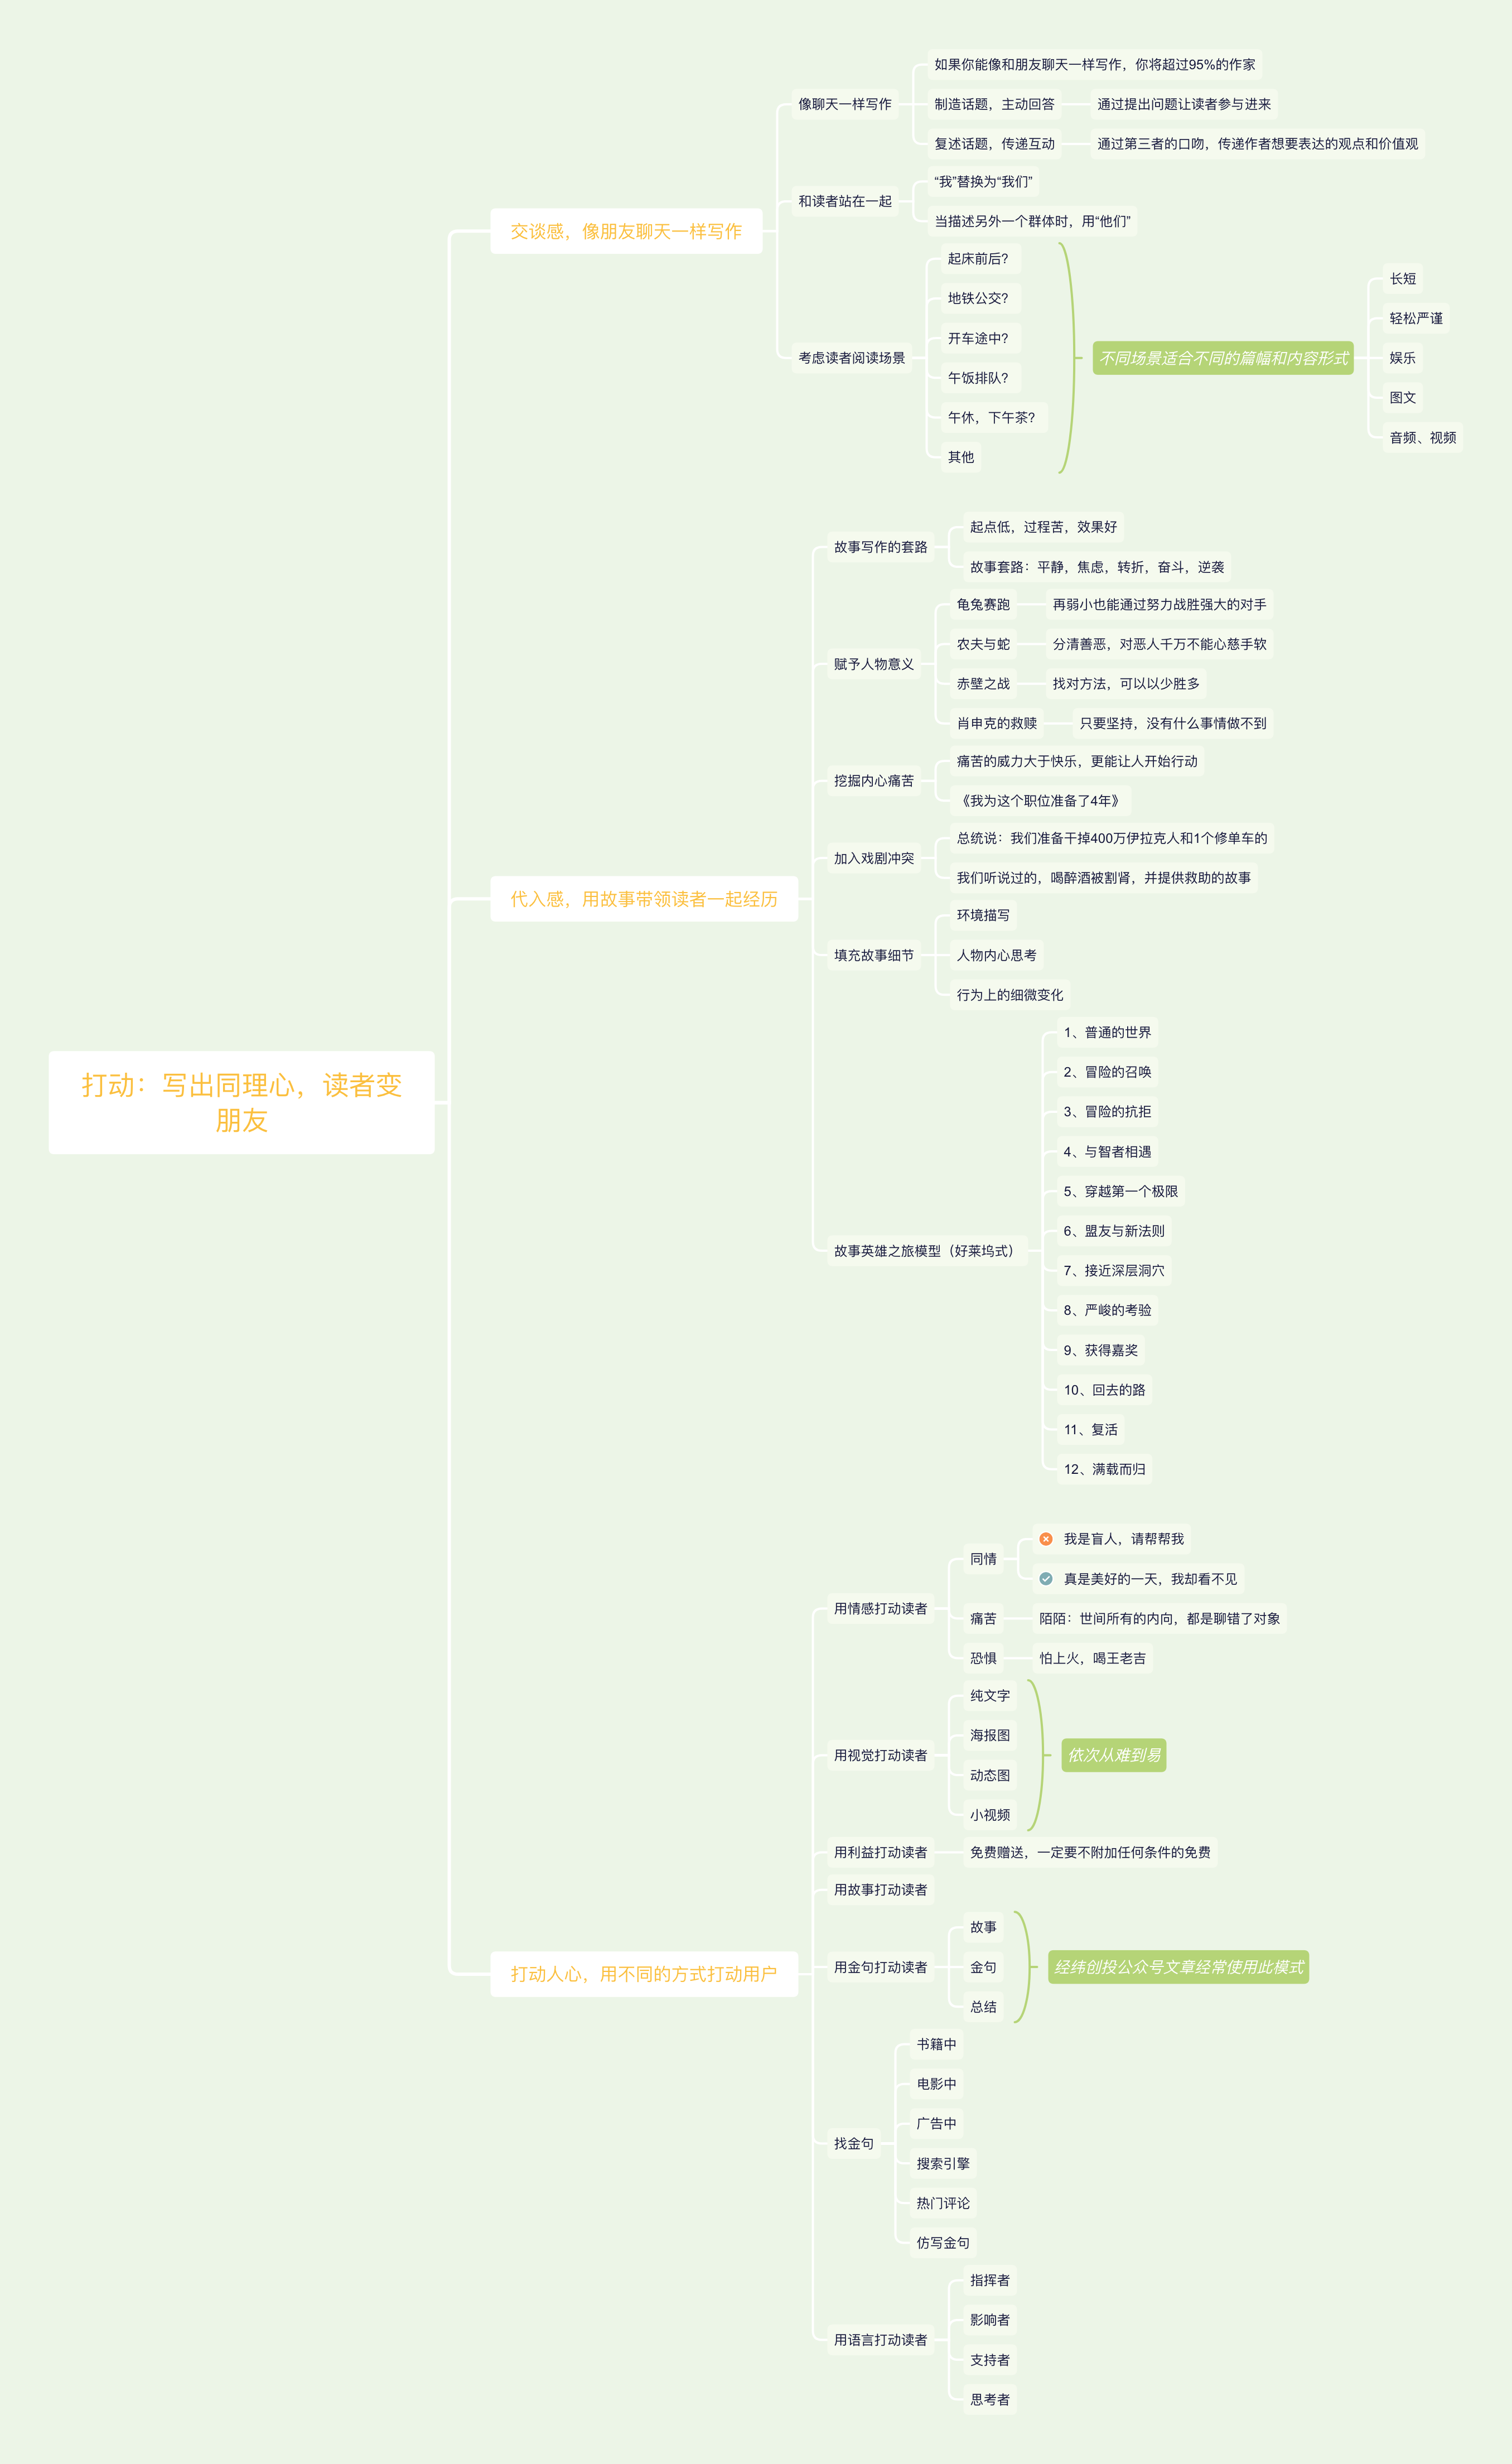 打动：写出同理心，读者变
朋友
交谈感，像朋友聊天一样写作
像聊天一样写作
如果你能像和朋友聊天一样写作，你将超过95%的作家
制造话题，主动回答
通过提出问题让读者参与进来
复述话题，传递互动
通过第三者的口吻，传递作者想要表达的观点和价值观
和读者站在一起
“我”替换为“我们”
当描述另外一个群体时，用“他们”
考虑读者阅读场景
起床前后？
地铁公交？
开车途中？
午饭排队？
午休，下午茶？
其他
不同场景适合不同的篇幅和内容形式
长短
轻松严谨
娱乐
图文
音频、视频
代入感，用故事带领读者一起经历
故事写作的套路
起点低，过程苦，效果好
故事套路：平静，焦虑，转折，奋斗，逆袭
赋予人物意义
龟兔赛跑
再弱小也能通过努力战胜强大的对手
农夫与蛇
分清善恶，对恶人千万不能心慈手软
赤壁之战
找对方法，可以以少胜多
肖申克的救赎
只要坚持，没有什么事情做不到
挖掘内心痛苦
痛苦的威力大于快乐，更能让人开始行动
《我为这个职位准备了4年》
加入戏剧冲突
总统说：我们准备干掉400万伊拉克人和1个修单车的
我们听说过的，喝醉酒被割肾，并提供救助的故事
填充故事细节
环境描写
人物内心思考
行为上的细微变化
故事英雄之旅模型（好莱坞式）
1、普通的世界
2、冒险的召唤
3、冒险的抗拒
4、与智者相遇
5、穿越第一个极限
6、盟友与新法则
7、接近深层洞穴
8、严峻的考验
9、获得嘉奖
10、回去的路
11、复活
12、满载而归
打动人心，用不同的方式打动用户
用情感打动读者
同情
我是盲人，请帮帮我
真是美好的一天，我却看不见
痛苦
陌陌：世间所有的内向，都是聊错了对象
恐惧
怕上火，喝王老吉
用视觉打动读者
纯文字
海报图
动态图
小视频
依次从难到易
用利益打动读者
免费赠送，一定要不附加任何条件的免费
用故事打动读者
用金句打动读者
故事
金句
总结
经纬创投公众号文章经常使用此模式
找金句
书籍中
电影中
广告中
搜索引擎
热门评论
仿写金句
用语言打动读者
指挥者
影响者
支持者
思考者